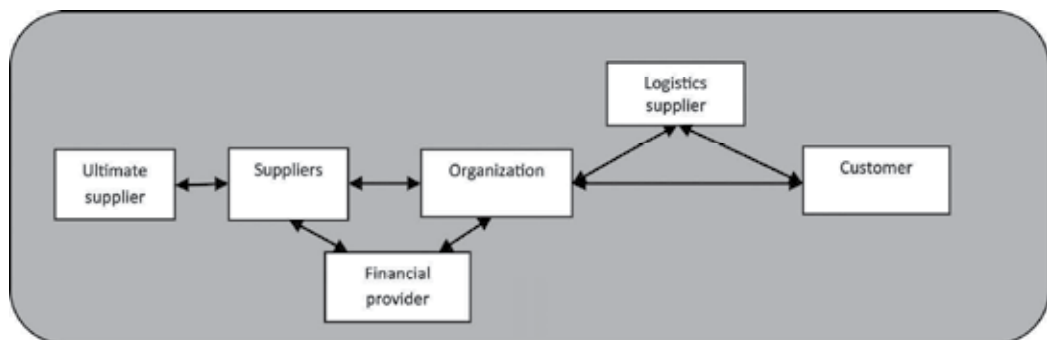 Logistics
supplier
Ultimate
supplier
Suppliers
Organization
Customer
Financial
provider